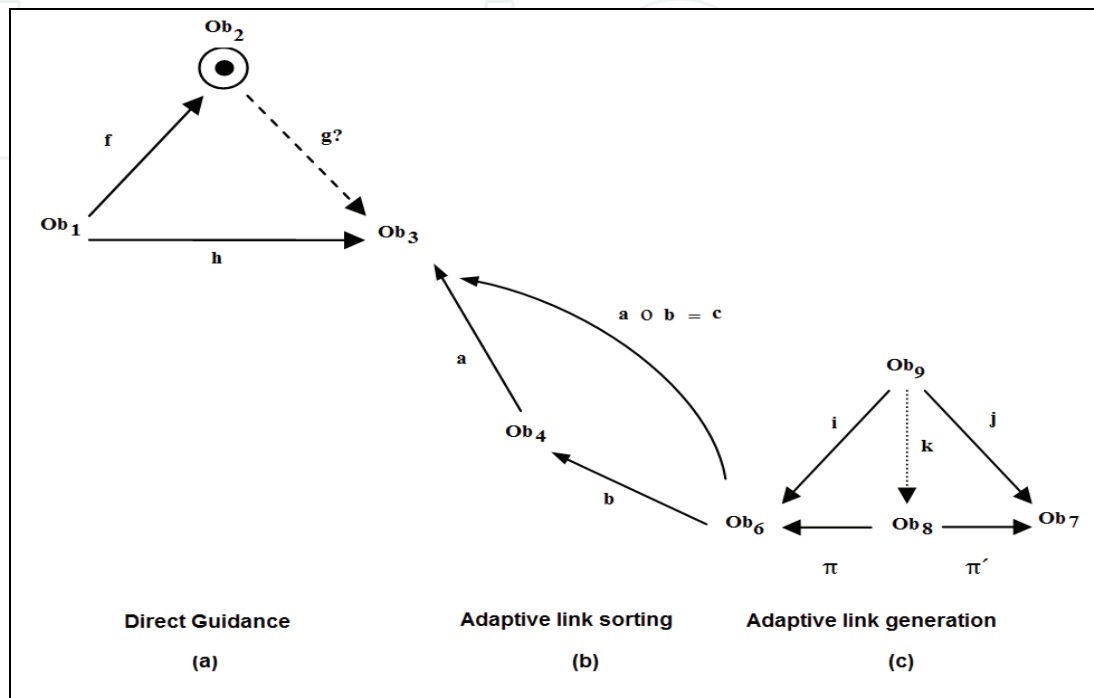 Ob2
f
g?
Ob1
Ob3
h
a o b = c
a
Ob9
i
j
k
Ob4
b
Ob6
Ob8
Ob7
π
π´
Direct Guidance
Adaptive link sorting
Adaptive link generation
(a)
(b)
(c)